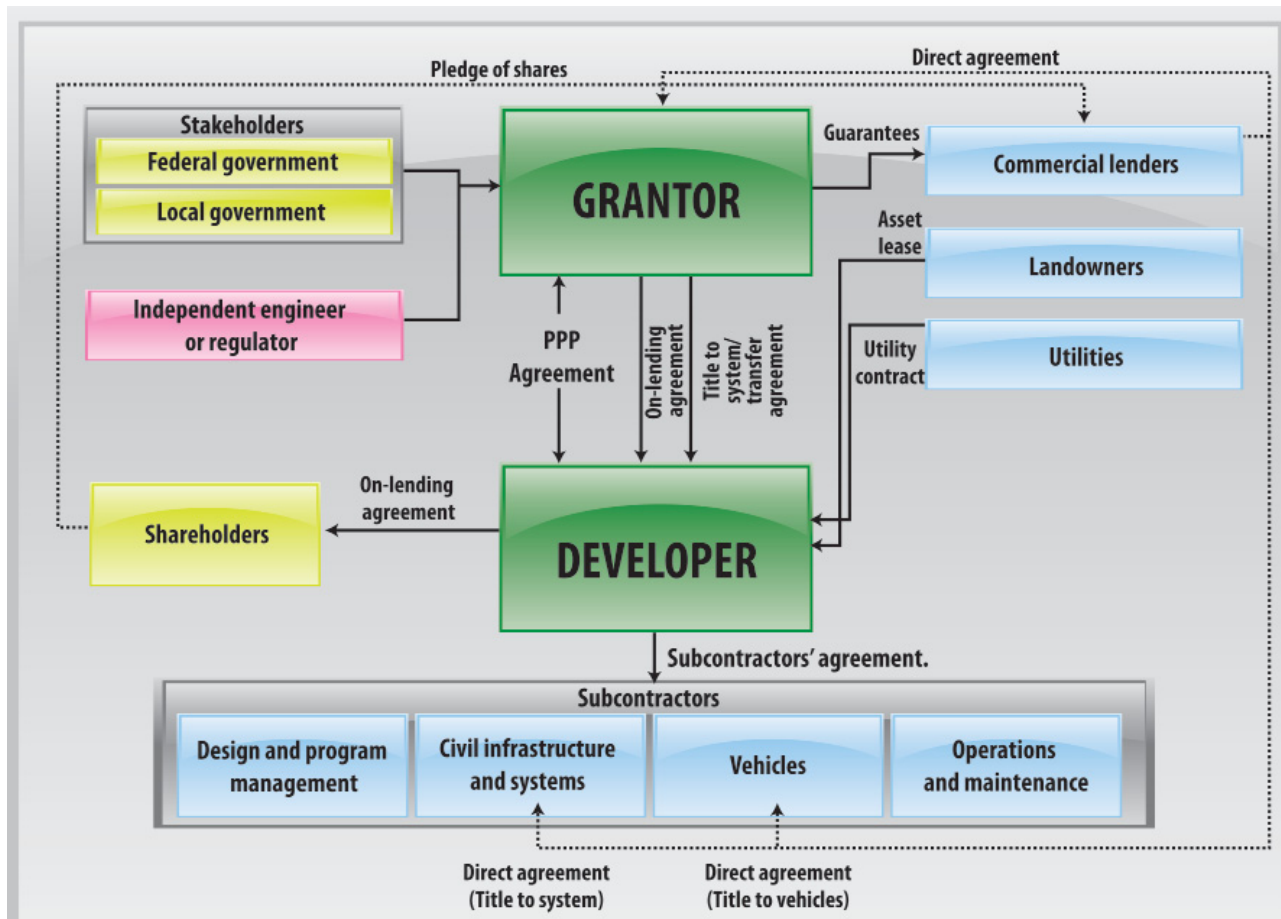 Direct agreement
Pledge of shares
Stakeholders
Federal government
Local government
GRANTOR
Guarantees
Commercial lenders
Asset
lease
Landowners
Independent engineer
or regulator
PPP
Agreement
On-lending
agreement
Title to
system/
transfer
agreement
Utility
contract
Utilities
On-lending
agreement
Shareholders
DEVELOPER
Subcontractors’ agreement.
Subcontractors
Design and program
management
Civil infrastructure
and systems
Vehicles
Operations
and maintenance
Direct agreement
(Title to system)
Direct agreement
(Title to vehicles)